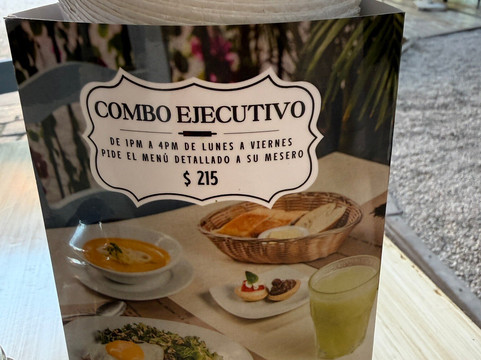 COMBO EJECUTIVO
DE 1PM A 4PM DE LUNES A VIERNES
PIDE EL MENÚ DETALLADO A SU MESERO
$ 215